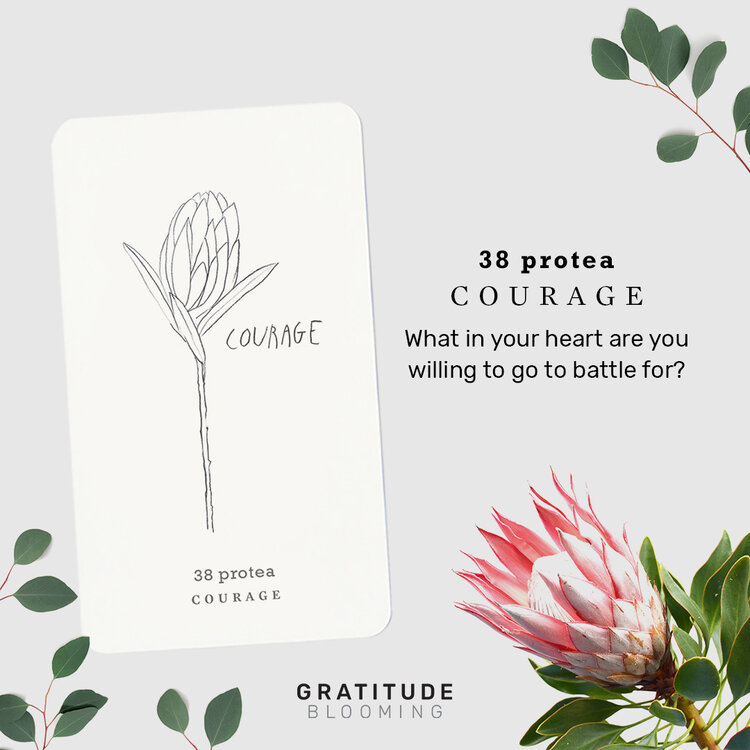 COURAGE
38 protea
COURAGE
38 protea
COURAGE
What in your heart are you
willing to go to battle for?
GRATITUDE
BLOOMING